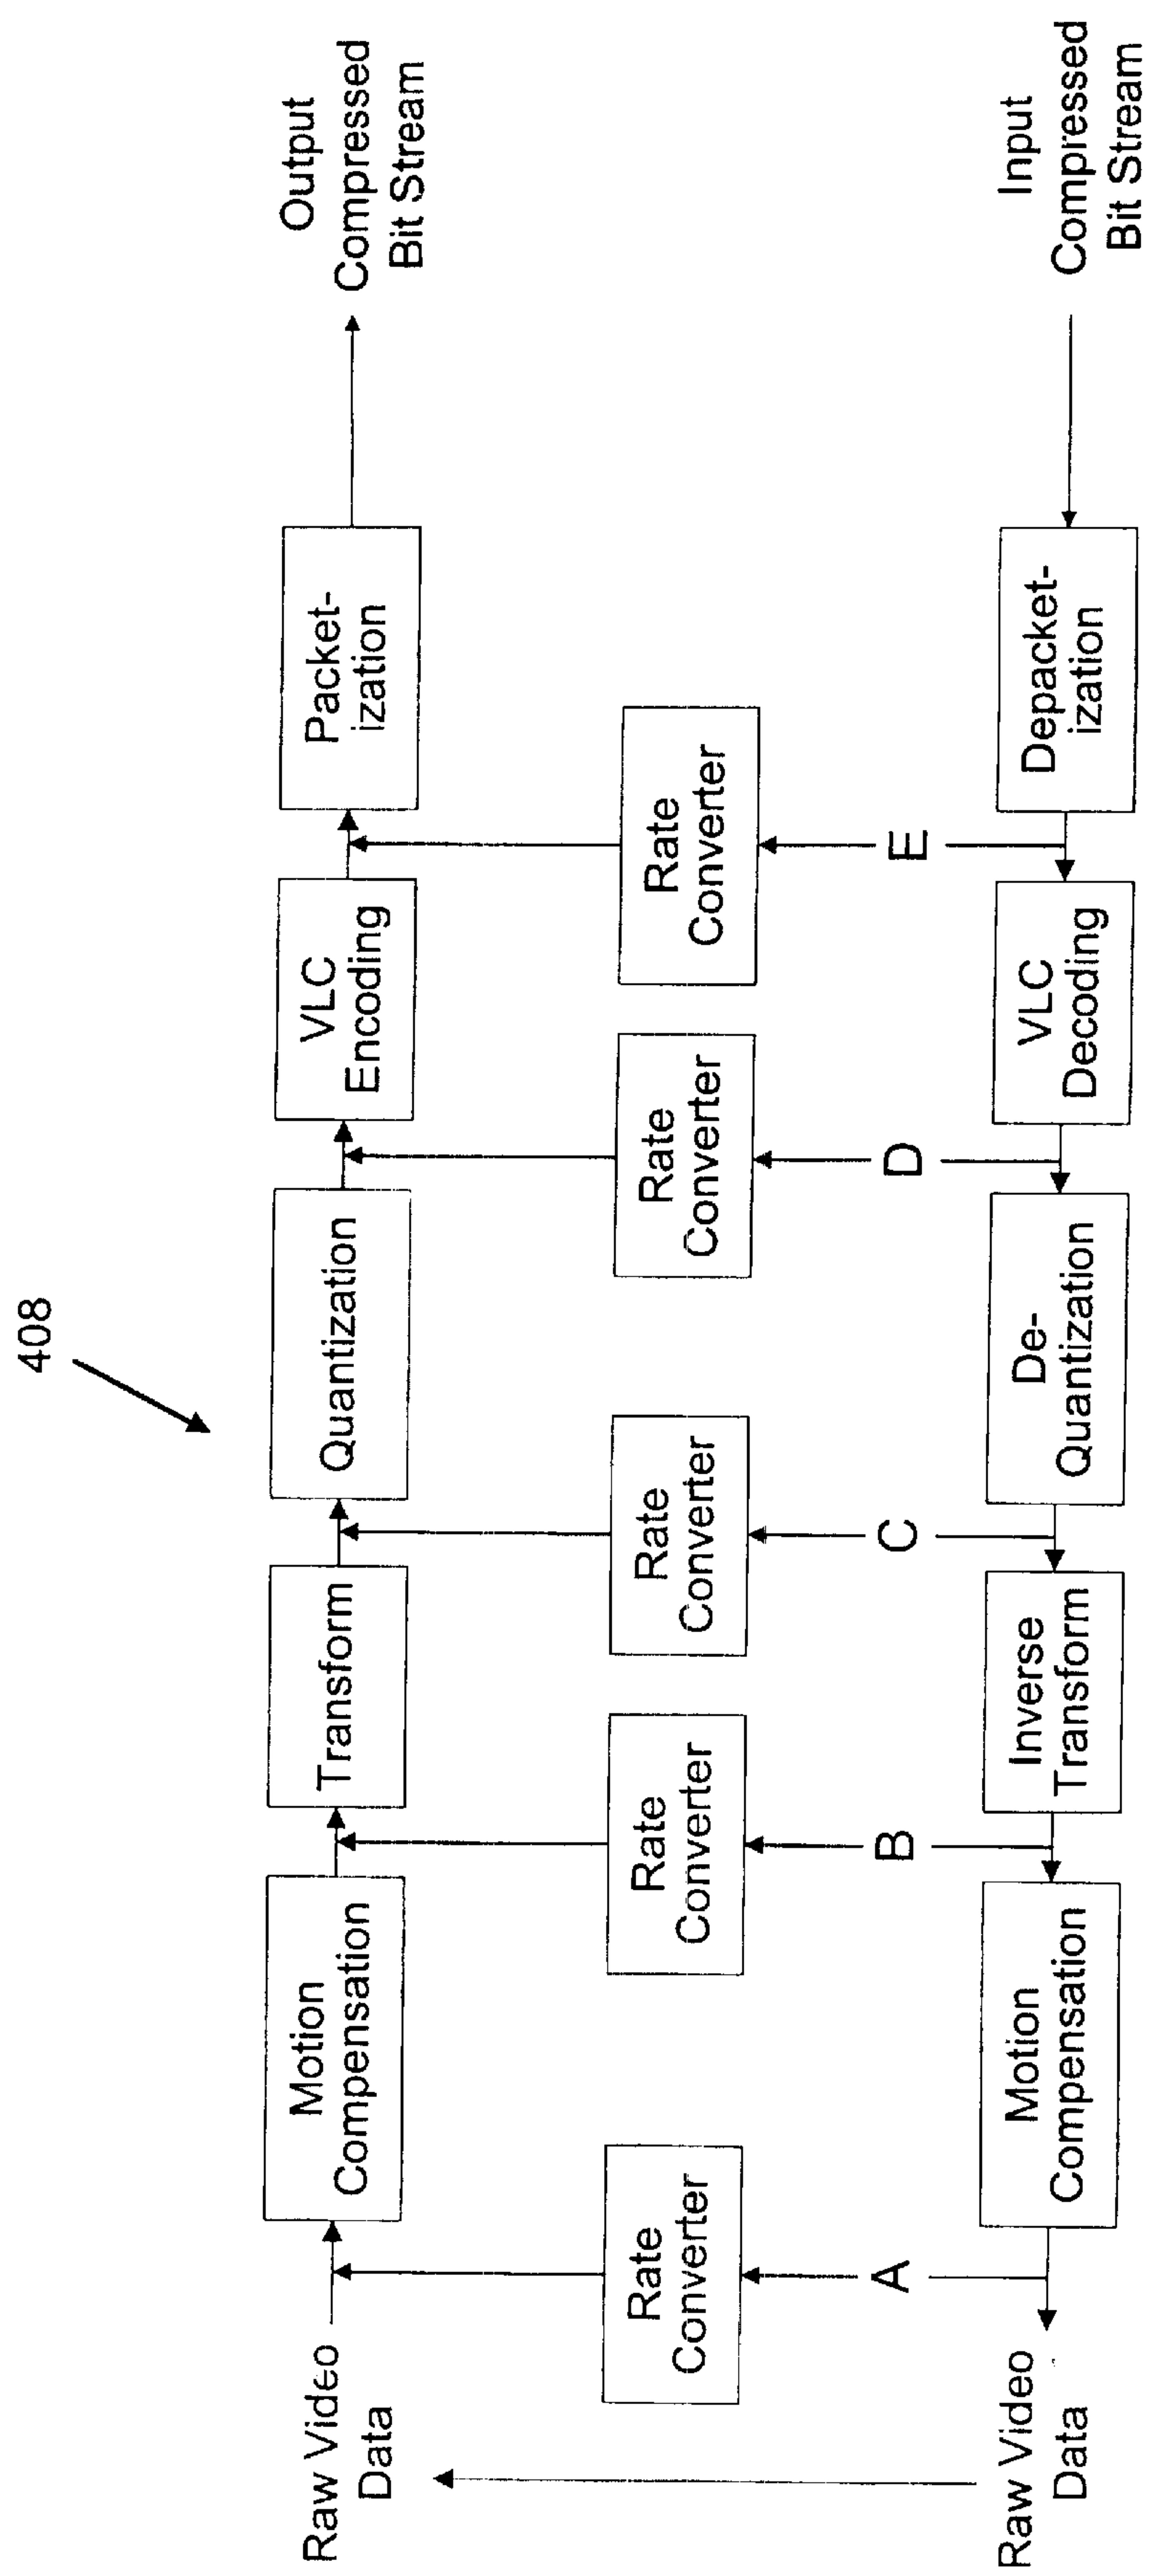 408
Raw Video
Data
Motion
Compensation
Transform
Quantization
VLC
Encoding
Packet-
ization
Output
Compressed
Bit Stream
Rate
Converter
Rate
Converter
Rate
Converter
Rate
Converter
Rate
Converter
A
B
C
D
E
Raw Video
Data
Motion
Compensation
Inverse
Transform
De-
Quantization
VLC
Decoding
Depacket-
ization
Input
Compressed
Bit Stream